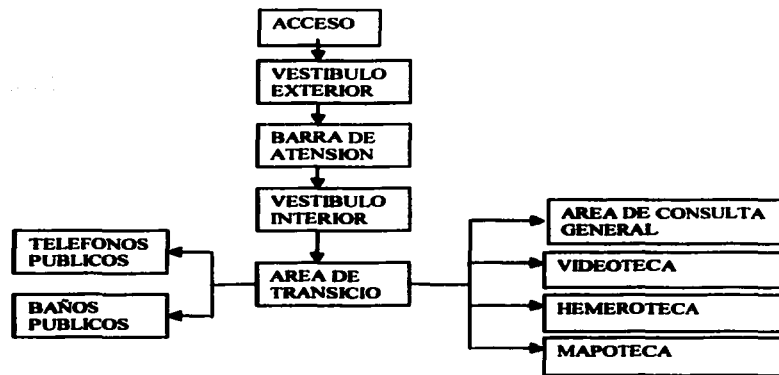 ACCESO
VESTIBULO
EXTERIOR
BARRA DE
ATENSION
VESTIBULO
INTERIOR
AREA DE
TRANSICIO
TELEFONOS
PUBLICOS
BAÑOS
PUBLICOS
AREA DE CONSULTA
GENERAL
VIDEOTECA
HEMEROTECA
MAPOTECA